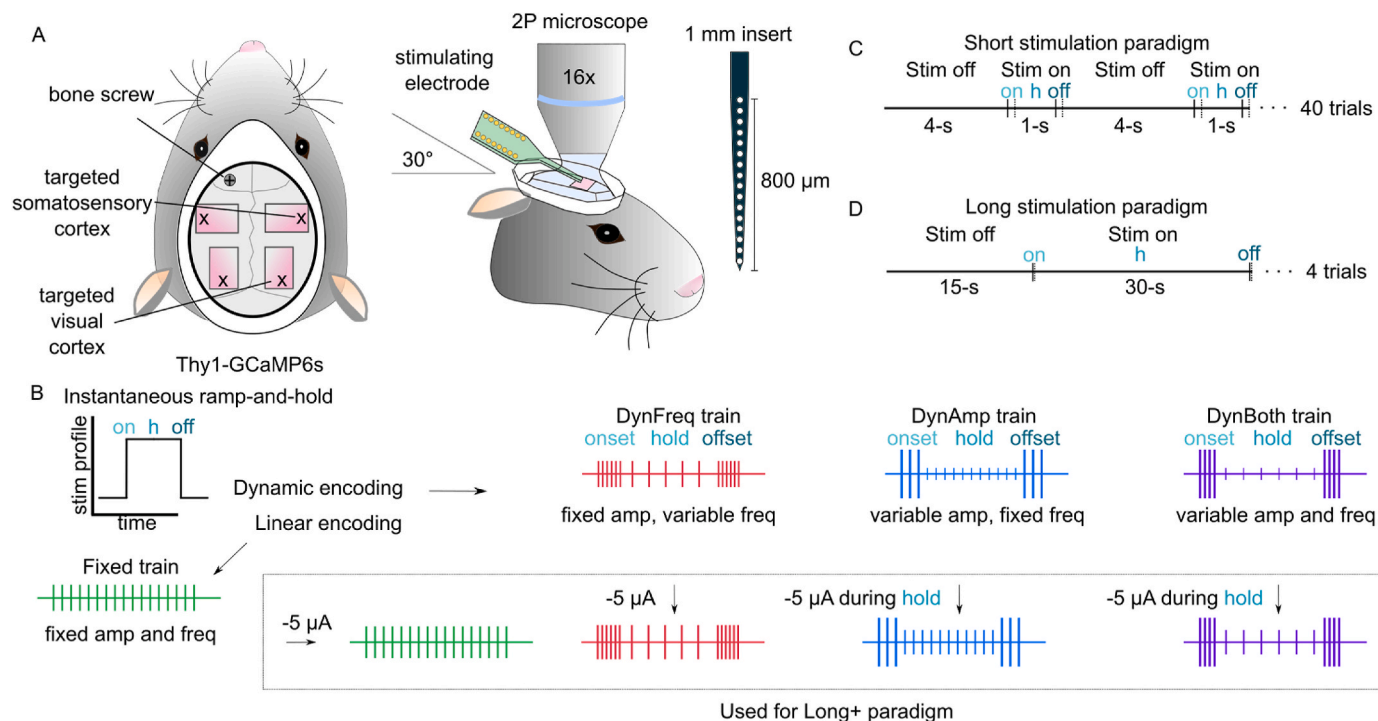 A
bone screw
targeted
somatosensory
cortex
targeted
visual
cortex
Thy1-GCaMP6s
2P microscope
stimulating
electrode
16x
30°
1 mm insert
800 µm
C
Short stimulation paradigm
Stim off Stim on Stim off Stim on
on h off on h off
4-s 1-s 4-s 1-s
· · · 40 trials
D
Long stimulation paradigm
Stim off Stim on
on h off
15-s 30-s
· · · 4 trials
B
Instantaneous ramp-and-hold
on h off
stim profile
time
Dynamic encoding
Linear encoding
Fixed train
fixed amp and freq
DynFreq train
onset hold offset
fixed amp, variable freq
DynAmp train
onset hold offset
variable amp, fixed freq
DynBoth train
onset hold offset
variable amp and freq
-5 µA
-5 µA
-5 µA during hold
-5 µA during hold
Used for Long+ paradigm